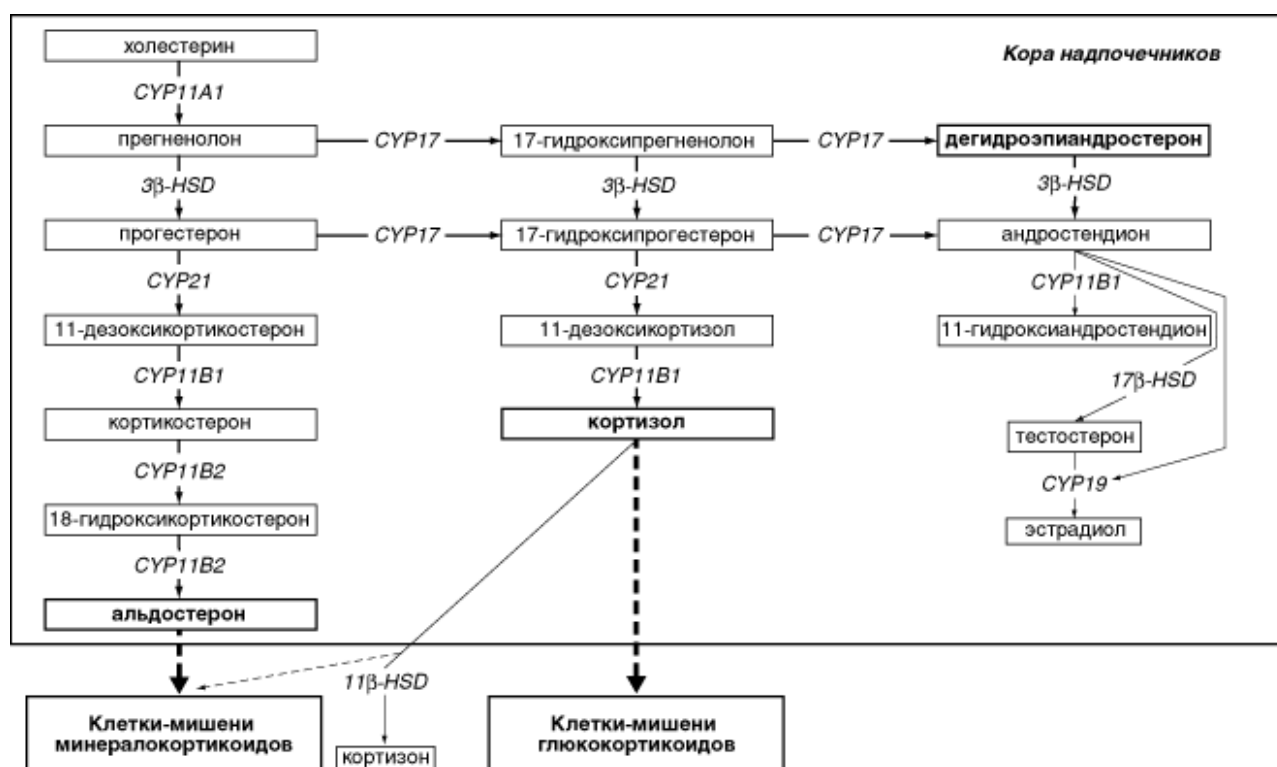 холестерин
Кора надпочечников
CYP11A1
прегненолон CYP17 17-гидроксипрегненолон CYP17 дегидроэпиандростерон
3β-HSD 3β-HSD 3β-HSD
прогестерон CYP17 17-гидроксипрогестерон CYP17 андростендион
CYP21 CYP21 CYP11B1
11-дезоксикортикостерон 11-дезоксикортизол 11-гидроксиандростендион
CYP11B1 CYP11B1 17β-HSD
кортикостерон кортизол тестостерон
CYP11B2 CYP19
18-гидроксикортикостерон эстрадиол
CYP11B2
альдостерон
11β-HSD
Клетки-мишени Клетки-мишени
минералокортикоидов глюкокортикоидов
кортизон